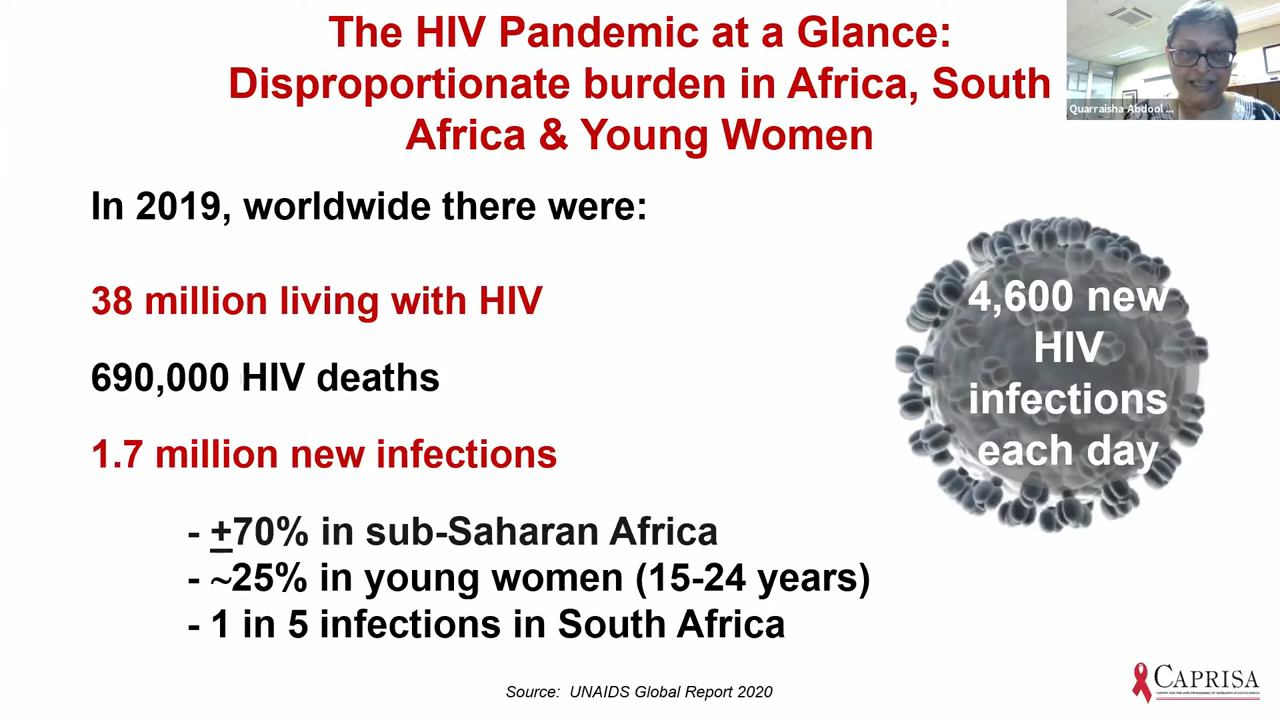 The HIV Pandemic at a Glance:
Disproportionate burden in Africa, South
Africa & Young Women
Quarraisha Abdool ...
In 2019, worldwide there were:
38 million living with HIV
690,000 HIV deaths
1.7 million new infections
- ±70% in sub-Saharan Africa
- ~25% in young women (15-24 years)
- 1 in 5 infections in South Africa
4,600 new
HIV
infections
each day
Source: UNAIDS Global Report 2020
CAPRISA